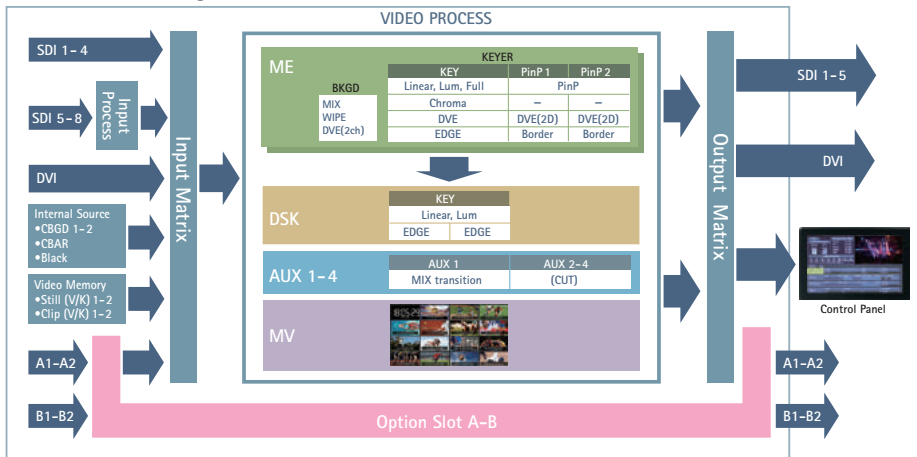 VIDEO PROCESS
SDI 1-4
SDI 5-8
Input Process
DVI
Internal Source
•CBGD 1-2
•CBAR
•Black
Video Memory
•Still (V/K) 1-2
•Clip (V/K) 1-2
A1-A2
B1-B2
Input Matrix
ME
KEYER
KEY PinP 1 PinP 2
BKGD
MIX
WIPE
DVE(2ch)
Linear, Lum, Full PinP
Chroma – –
DVE DVE(2D) DVE(2D)
EDGE Border Border
DSK
KEY
Linear, Lum
EDGE EDGE
AUX 1-4
AUX 1 AUX 2-4
MIX transition (CUT)
MV
18:05:29
Option Slot A-B
Output Matrix
SDI 1-5
DVI
Control Panel
A1-A2
B1-B2